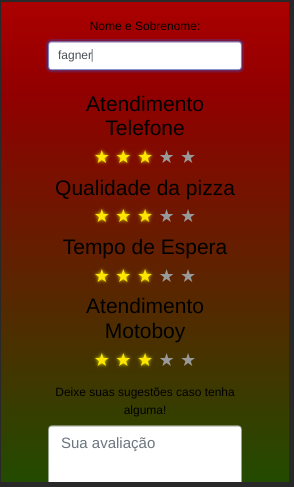 Nome e Sobrenome:
fagner
Atendimento
Telefone
Qualidade da pizza
Tempo de Espera
Atendimento
Motoboy
Deixe suas sugestões caso tenha
alguma!
Sua avaliação